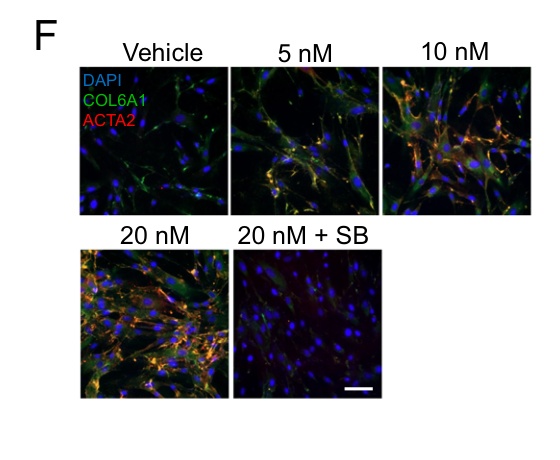 F
Vehicle
5 nM
10 nM
DAPI
COL6A1
ACTA2
20 nM
20 nM + SB